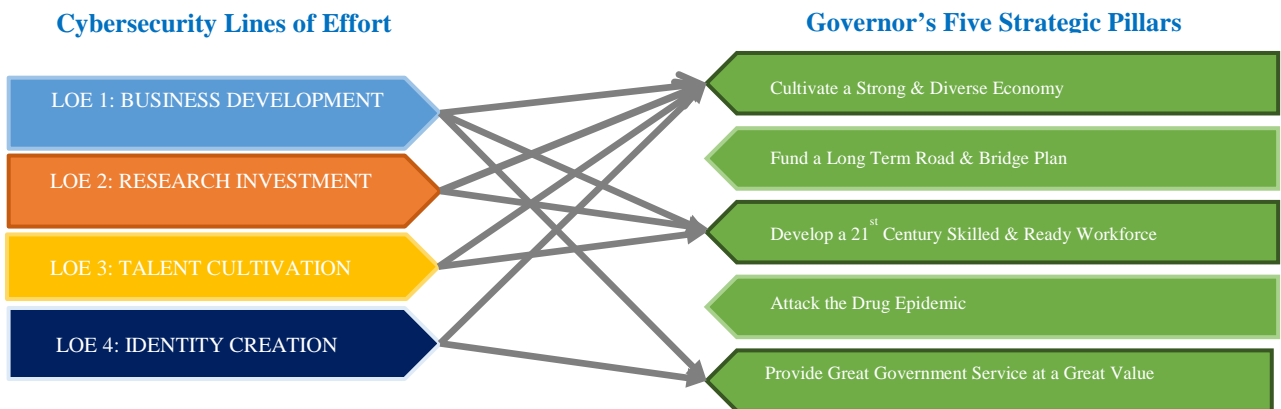 Cybersecurity Lines of Effort
LOE 1: BUSINESS DEVELOPMENT
LOE 2: RESEARCH INVESTMENT
LOE 3: TALENT CULTIVATION
LOE 4: IDENTITY CREATION
Governor's Five Strategic Pillars
Cultivate a Strong & Diverse Economy
Fund a Long Term Road & Bridge Plan
Develop a 21st Century Skilled & Ready Workforce
Attack the Drug Epidemic
Provide Great Government Service at a Great Value